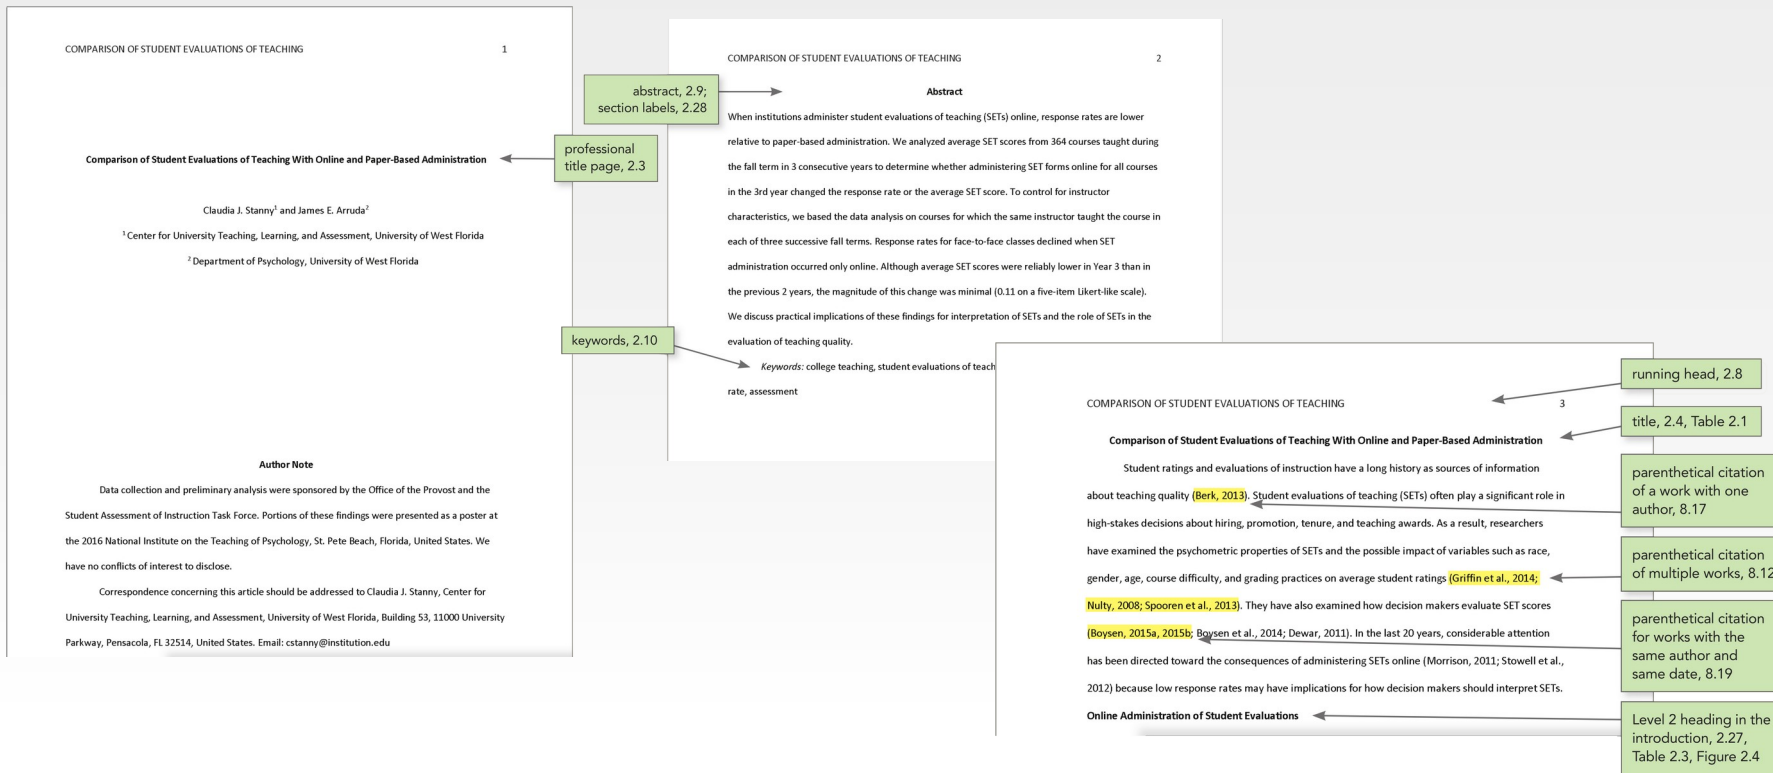 COMPARISON OF STUDENT EVALUATIONS OF TEACHING 1
Comparison of Student Evaluations of Teaching With Online and Paper-Based Administration
professional
title page, 2.3
Claudia J. Stanny¹ and James E. Arruda²
¹ Center for University Teaching, Learning, and Assessment, University of West Florida
² Department of Psychology, University of West Florida
Author Note
Data collection and preliminary analysis were sponsored by the Office of the Provost and the
Student Assessment of Instruction Task Force. Portions of these findings were presented as a poster at
the 2016 National Institute on the Teaching of Psychology, St. Pete Beach, Florida, United States. We
have no conflicts of interest to disclose.
Correspondence concerning this article should be addressed to Claudia J. Stanny, Center for
University Teaching, Learning, and Assessment, University of West Florida, Building 53, 11000 University
Parkway, Pensacola, FL 32514, United States. Email: cstanny@institution.edu
COMPARISON OF STUDENT EVALUATIONS OF TEACHING 2
abstract, 2.9;
section labels, 2.28
Abstract
When institutions administer student evaluations of teaching (SETs) online, response rates are lower
relative to paper-based administration. We analyzed average SET scores from 364 courses taught during
the fall term in 3 consecutive years to determine whether administering SET forms online for all courses
in the 3rd year changed the response rate or the average SET score. To control for instructor
characteristics, we based the data analysis on courses for which the same instructor taught the course in
each of three successive fall terms. Response rates for face-to-face classes declined when SET
administration occurred only online. Although average SET scores were reliably lower in Year 3 than in
the previous 2 years, the magnitude of this change was minimal (0.11 on a five-item Likert-like scale).
We discuss practical implications of these findings for interpretation of SETs and the role of SETs in the
evaluation of teaching quality.
keywords, 2.10
Keywords: college teaching, student evaluations of teach
rate, assessment
COMPARISON OF STUDENT EVALUATIONS OF TEACHING 3
running head, 2.8
Comparison of Student Evaluations of Teaching With Online and Paper-Based Administration
title, 2.4, Table 2.1
Student ratings and evaluations of instruction have a long history as sources of information
about teaching quality (Berk, 2013). Student evaluations of teaching (SETs) often play a significant role in
high-stakes decisions about hiring, promotion, tenure, and teaching awards. As a result, researchers
have examined the psychometric properties of SETs and the possible impact of variables such as race,
gender, age, course difficulty, and grading practices on average student ratings (Griffin et al., 2014;
Nulty, 2008; Spooren et al., 2013). They have also examined how decision makers evaluate SET scores
(Boysen, 2015a, 2015b; Boysen et al., 2014; Dewar, 2011). In the last 20 years, considerable attention
has been directed toward the consequences of administering SETs online (Morrison, 2011; Stowell et al.,
2012) because low response rates may have implications for how decision makers should interpret SETs.
Online Administration of Student Evaluations
parenthetical citation
of a work with one
author, 8.17
parenthetical citation
of multiple works, 8.12
parenthetical citation
for works with the
same author and
same date, 8.19
Level 2 heading in the
introduction, 2.27,
Table 2.3, Figure 2.4